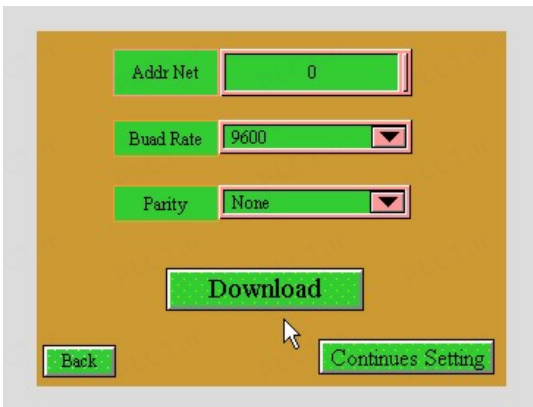 Addr Net 0
Buad Rate 9600
Parity None
Download
Back Continues Setting